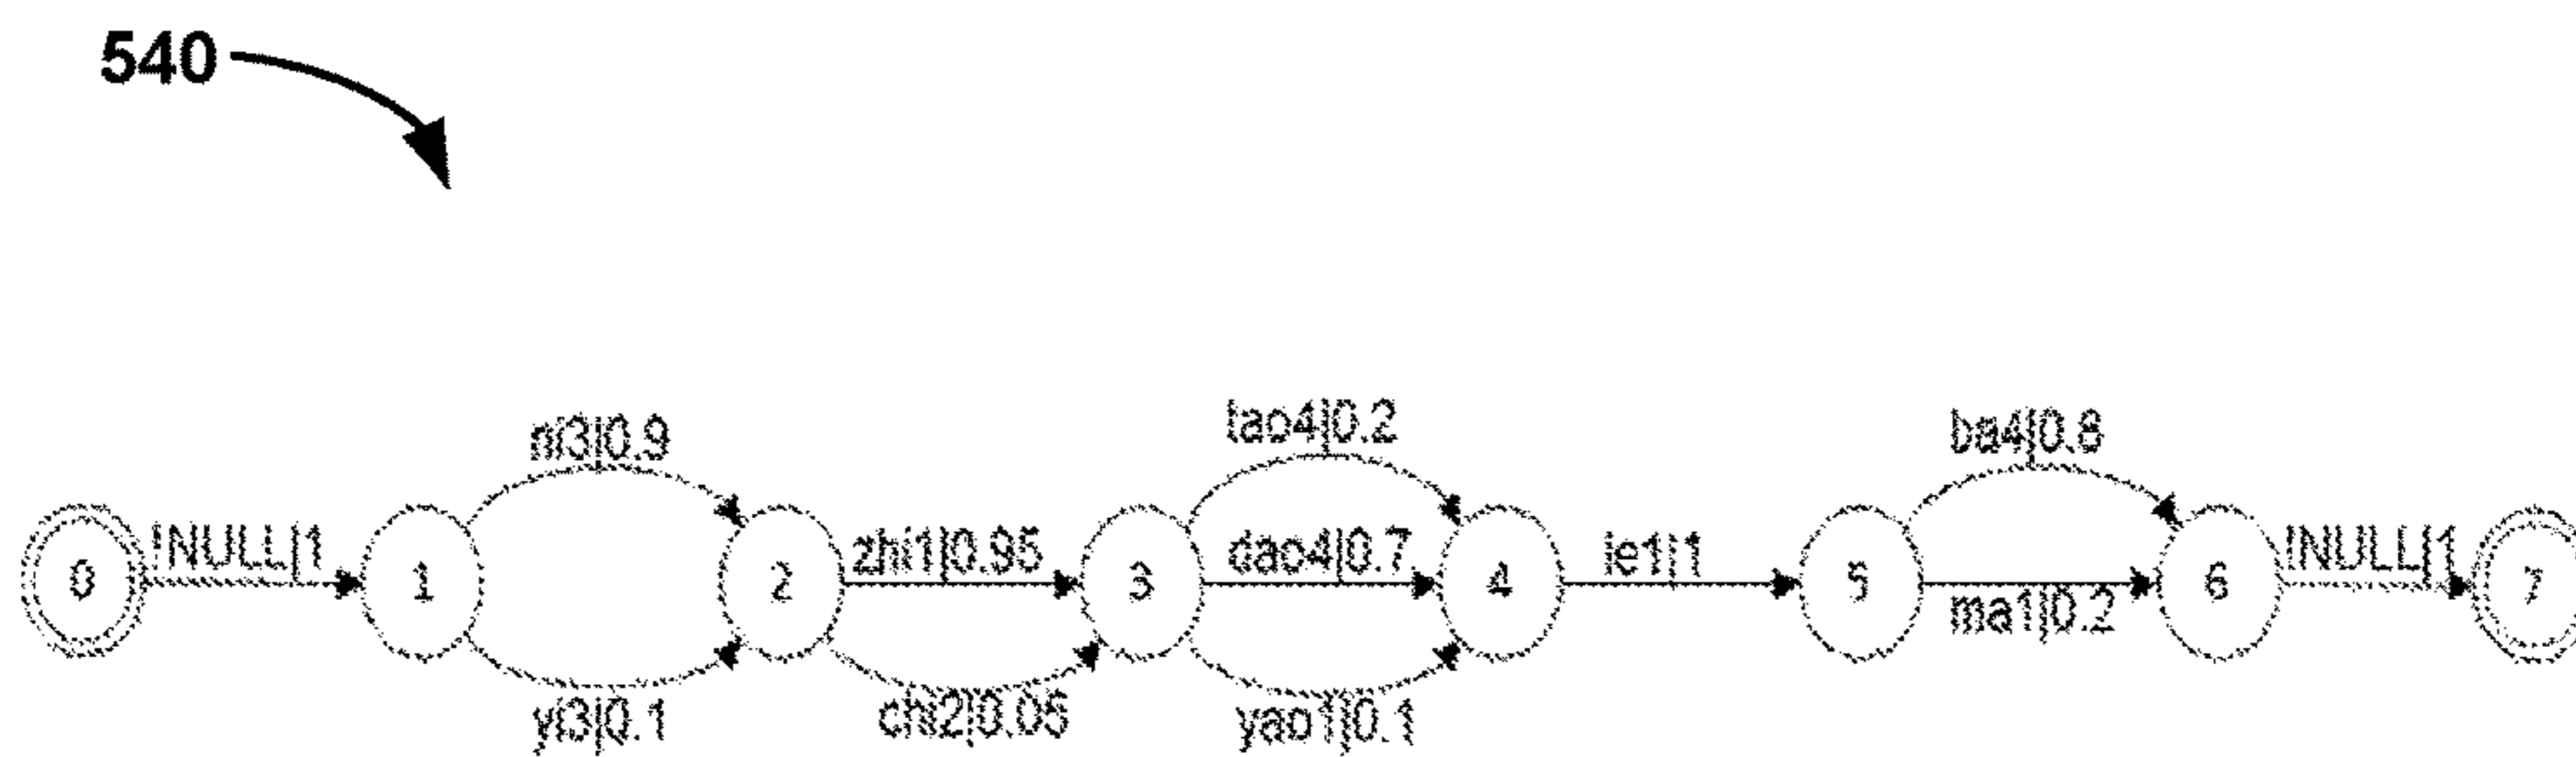 540
tao4|0.2
ni3|0.9
ba4|0.8
!NULL|1
zhi1|0.95
dao4|0.7
le1|1
!NULL|1
0
1
2
3
4
5
6
7
ma1|0.2
yi3|0.1
chi2|0.05
yao1|0.1